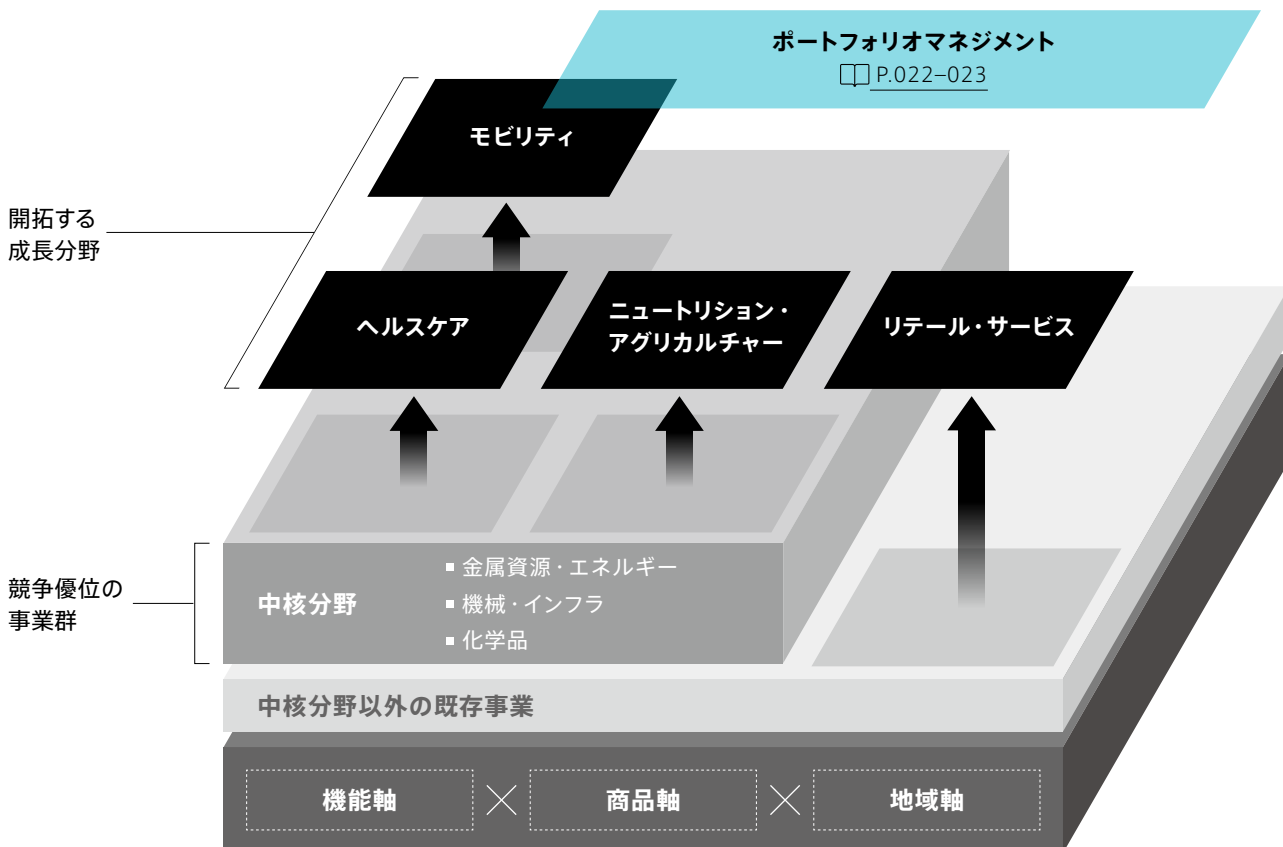 ポートフォリオマネジメント
P.022–023
モビリティ
開拓する
成長分野
ヘルスケア
ニュートリション・
アグリカルチャー
リテール・サービス
競争優位の
事業群
中核分野
■ 金属資源・エネルギー
■ 機械・インフラ
■ 化学品
中核分野以外の既存事業
機能軸 × 商品軸 × 地域軸